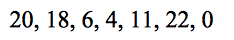 20, 18, 6, 4, 11, 22, 0